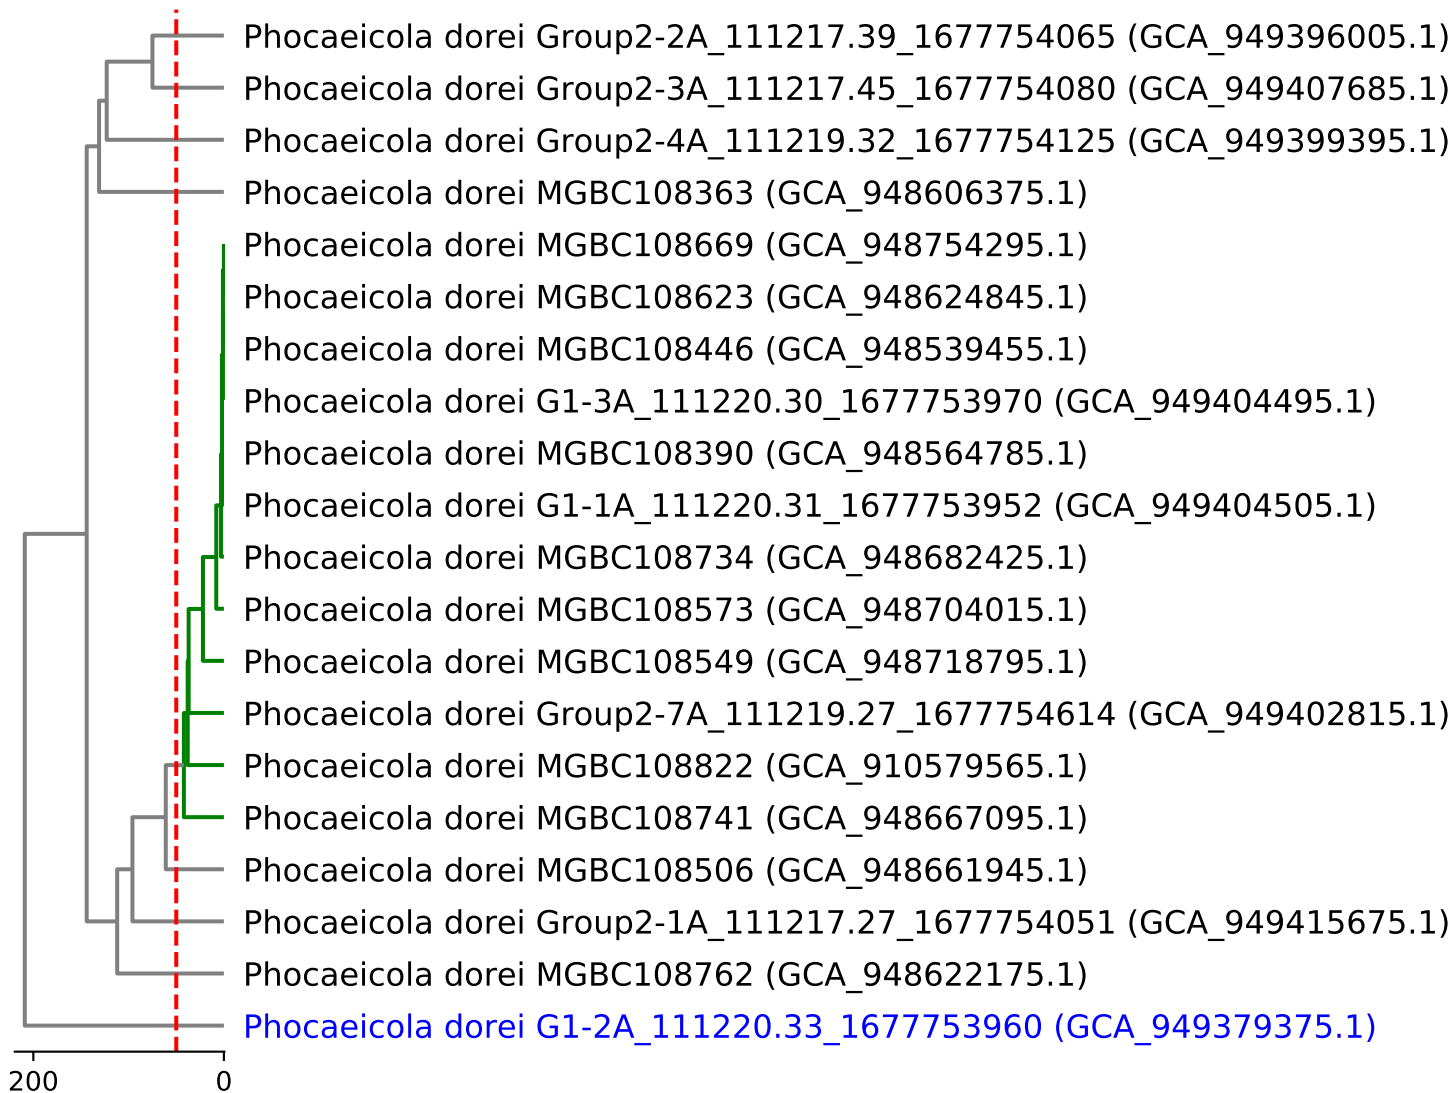 Phocaeicola dorei Group2-2A_111217.39_1677754065 (GCA_949396005.1)
Phocaeicola dorei Group2-3A_111217.45_1677754080 (GCA_949407685.1)
Phocaeicola dorei Group2-4A_111219.32_1677754125 (GCA_949399395.1)
Phocaeicola dorei MGBC108363 (GCA_948606375.1)
Phocaeicola dorei MGBC108669 (GCA_948754295.1)
Phocaeicola dorei MGBC108623 (GCA_948624845.1)
Phocaeicola dorei MGBC108446 (GCA_948539455.1)
Phocaeicola dorei G1-3A_111220.30_1677753970 (GCA_949404495.1)
Phocaeicola dorei MGBC108390 (GCA_948564785.1)
Phocaeicola dorei G1-1A_111220.31_1677753952 (GCA_949404505.1)
Phocaeicola dorei MGBC108734 (GCA_948682425.1)
Phocaeicola dorei MGBC108573 (GCA_948704015.1)
Phocaeicola dorei MGBC108549 (GCA_948718795.1)
Phocaeicola dorei Group2-7A_111219.27_1677754614 (GCA_949402815.1)
Phocaeicola dorei MGBC108822 (GCA_910579565.1)
Phocaeicola dorei MGBC108741 (GCA_948667095.1)
Phocaeicola dorei MGBC108506 (GCA_948661945.1)
Phocaeicola dorei Group2-1A_111217.27_1677754051 (GCA_949415675.1)
Phocaeicola dorei MGBC108762 (GCA_948622175.1)
Phocaeicola dorei G1-2A_111220.33_1677753960 (GCA_949379375.1)
200 0